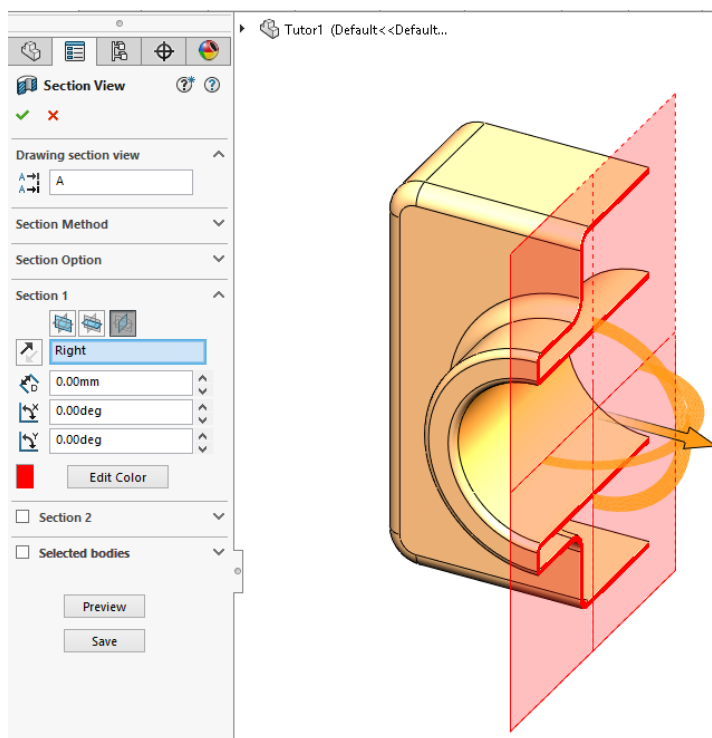 Tutor1 (Default<<Default...
Section View
Drawing section view
A
Section Method
Section Option
Section 1
Right
0.00mm
0.00deg
0.00deg
Edit Color
Section 2
Selected bodies
Preview
Save